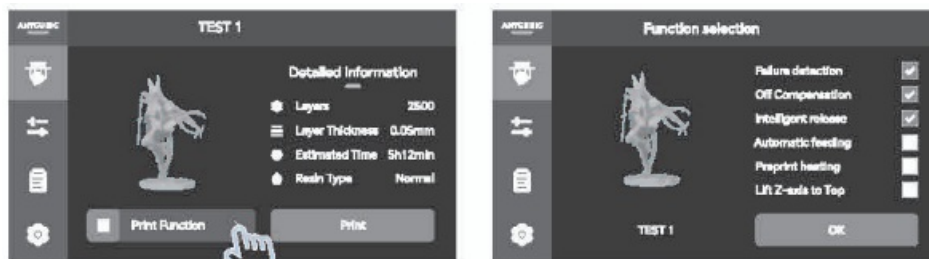 ANYCUBIC
TEST 1
Detailed Information
Layers 2500
Layer Thickness 0.05mm
Estimated Time 5h12min
Resin Type Normal
Print Function
Print
ANYCUBIC
Function selection
Failure detection
Off Compensation
Intelligent release
Automatic feeding
Preprint heating
Lift Z-axis to Top
TEST 1
OK